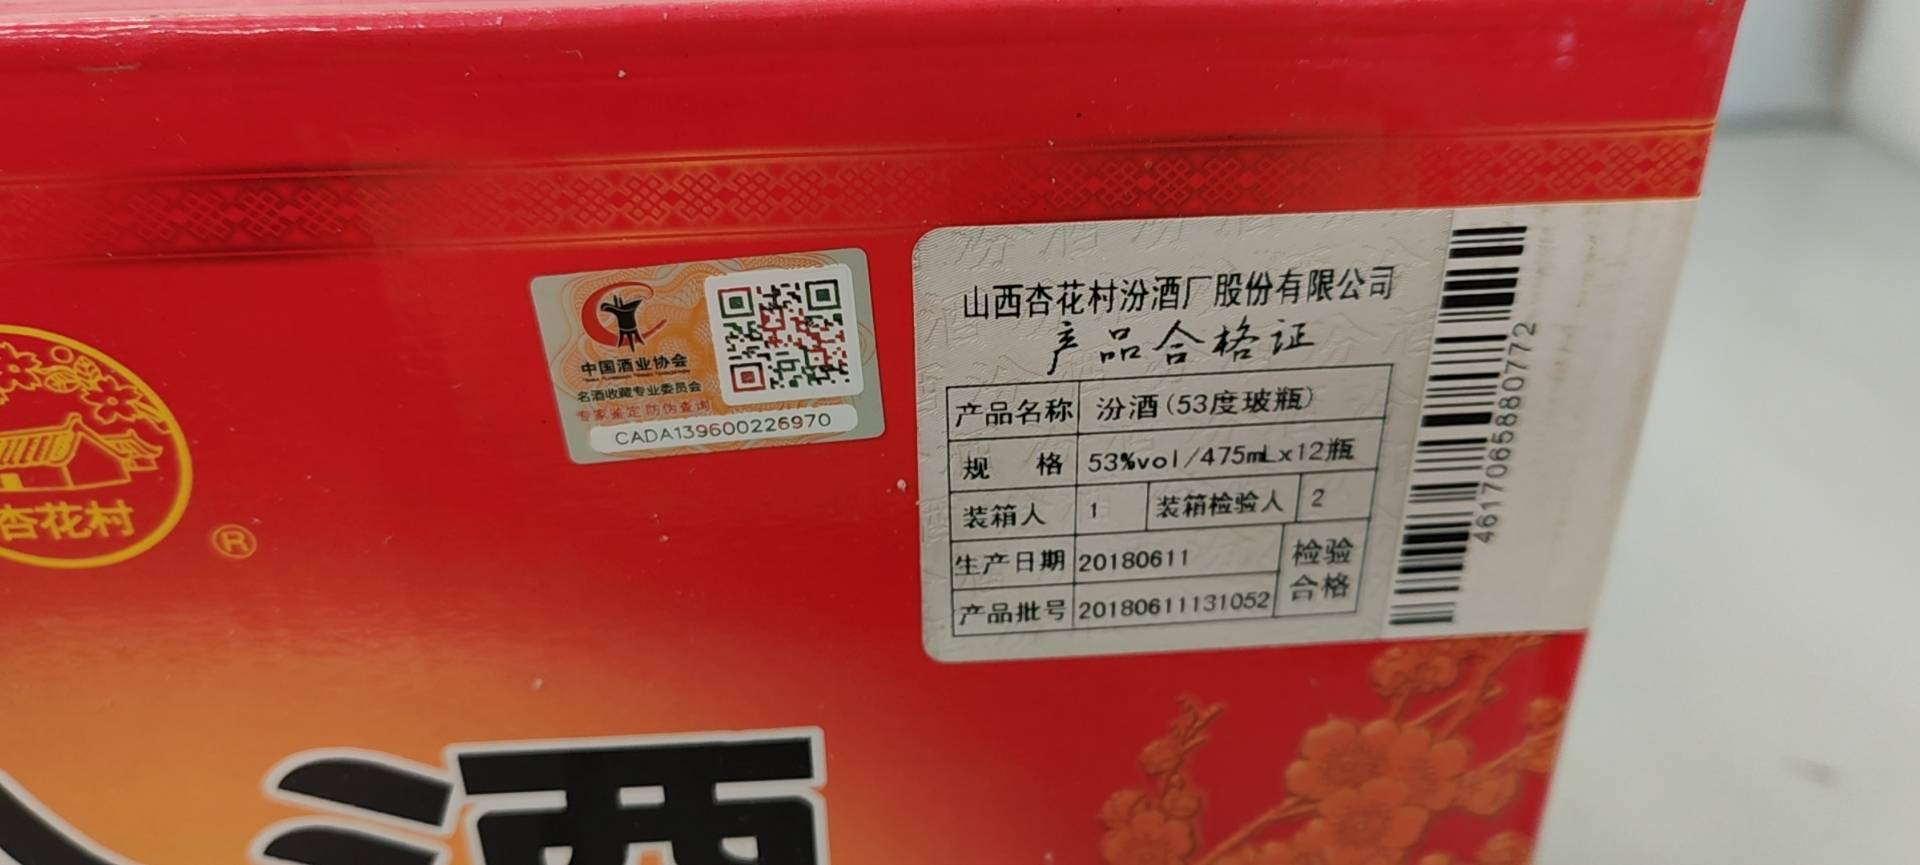 中国酒业协会
名酒收藏专业委员会
专家鉴定 防伪查询
CADA139600226970
山西杏花村汾酒厂股份有限公司
产品合格证
产品名称 汾酒(53度玻瓶)
规 格 53%vol/475mL×12瓶
装箱人 1 装箱检验人 2
生产日期 20180611 检验
合格
产品批号 20180611131052
4617065880772
杏花村
®
酒